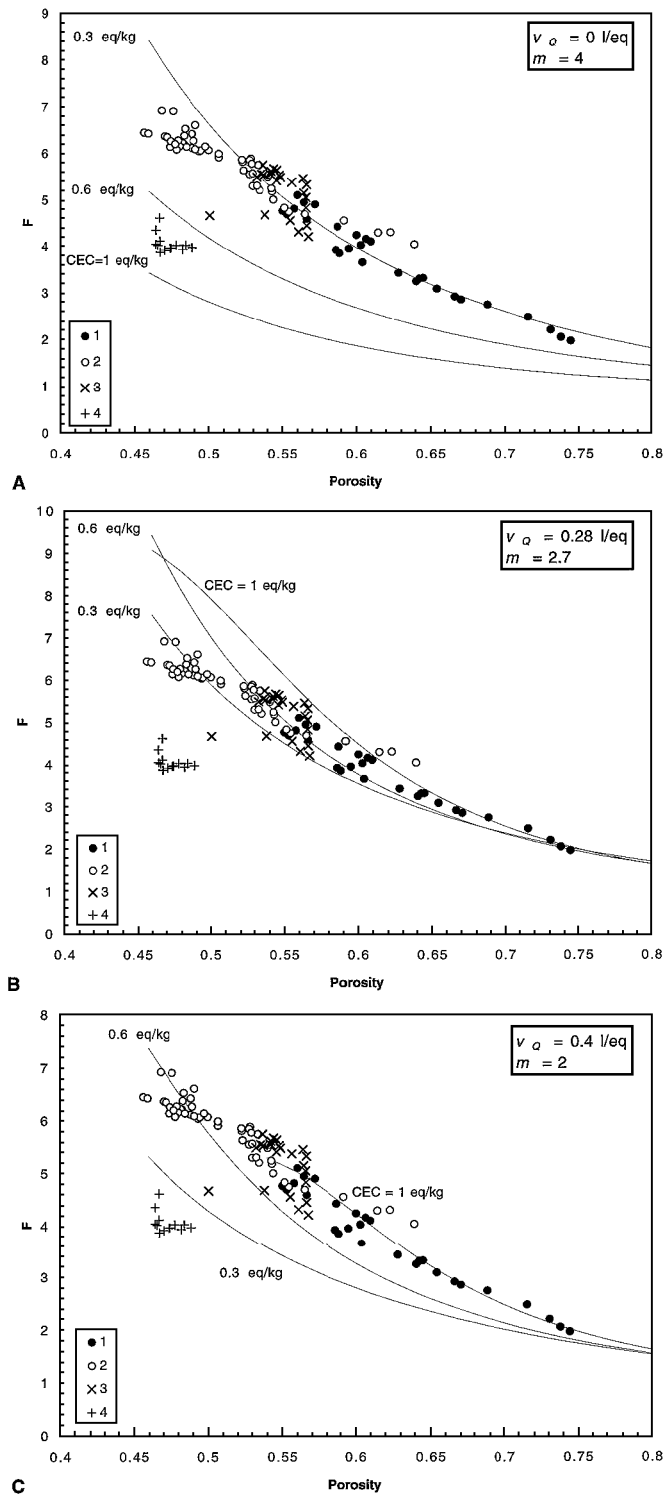 9
8
7
6
5
4
3
2
1
0
F
0.3 eq/kg
0.6 eq/kg
CEC=1 eq/kg
v Q = 0 l/eq
m = 4
1
2
3
4
0.4
0.45
0.5
0.55
0.6
0.65
0.7
0.75
0.8
Porosity
A
10
9
8
7
6
5
4
3
2
1
0
F
0.6 eq/kg
CEC = 1 eq/kg
0.3 eq/kg
v Q = 0.28 l/eq
m = 2.7
1
2
3
4
0.4
0.45
0.5
0.55
0.6
0.65
0.7
0.75
0.8
Porosity
B
8
7
6
5
4
3
2
1
0
F
0.6 eq/kg
CEC = 1 eq/kg
0.3 eq/kg
v Q = 0.4 l/eq
m = 2
1
2
3
4
0.4
0.45
0.5
0.55
0.6
0.65
0.7
0.75
0.8
Porosity
C